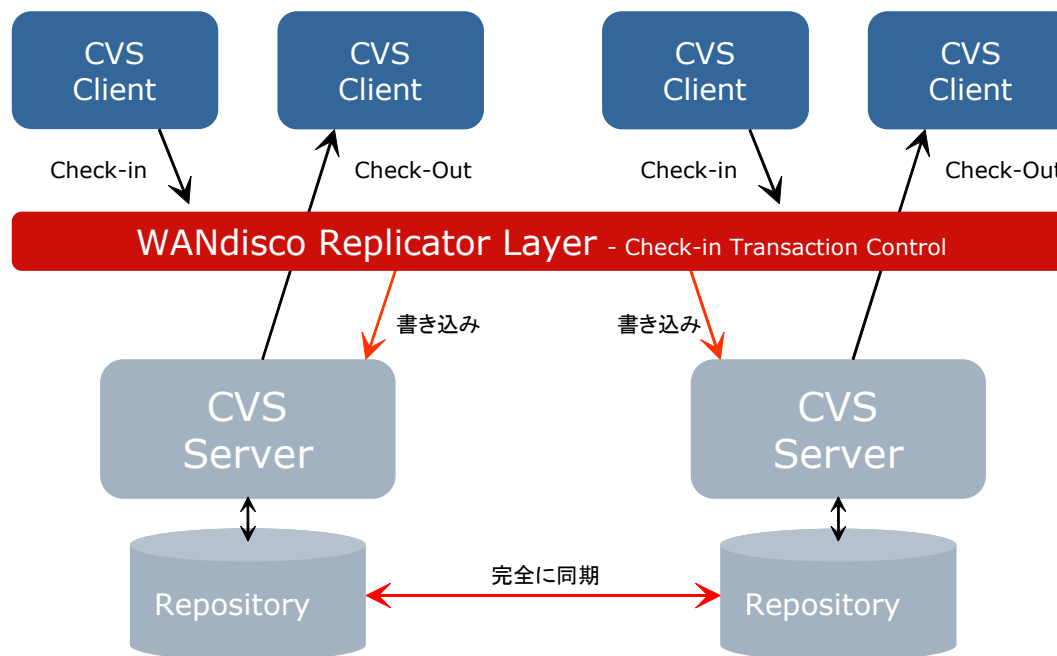 CVS
Client
CVS
Client
CVS
Client
CVS
Client
Check-in
Check-Out
Check-in
Check-Out
WANdisco Replicator Layer - Check-in Transaction Control
書き込み
書き込み
CVS
Server
CVS
Server
完全に同期
Repository
Repository